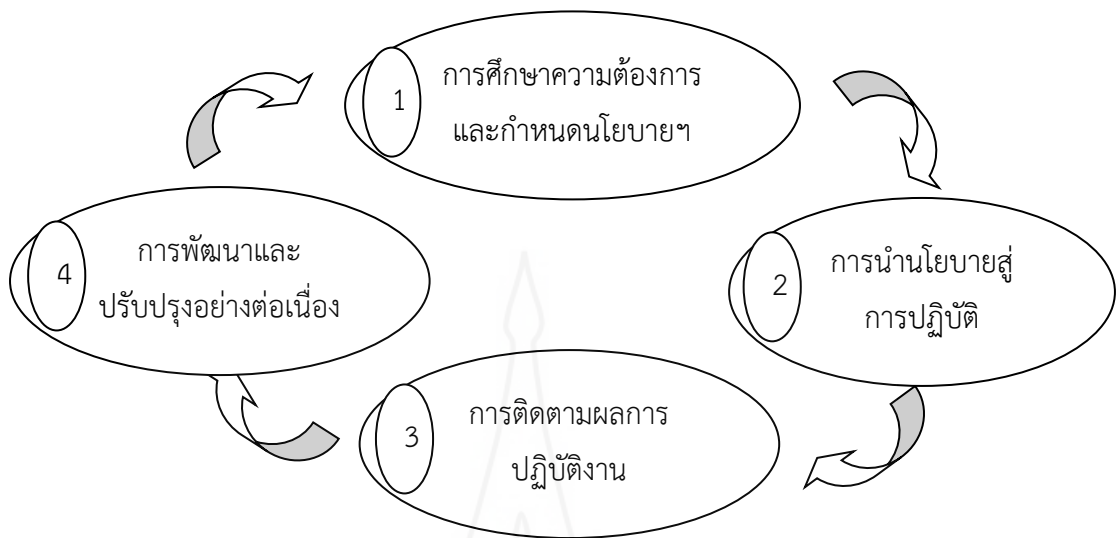 1
การศึกษาความต้องการ
และกำหนดนโยบายฯ
2
การนำนโยบายสู่
การปฏิบัติ
3
การติดตามผลการ
ปฏิบัติงาน
4
การพัฒนาและ
ปรับปรุงอย่างต่อเนื่อง